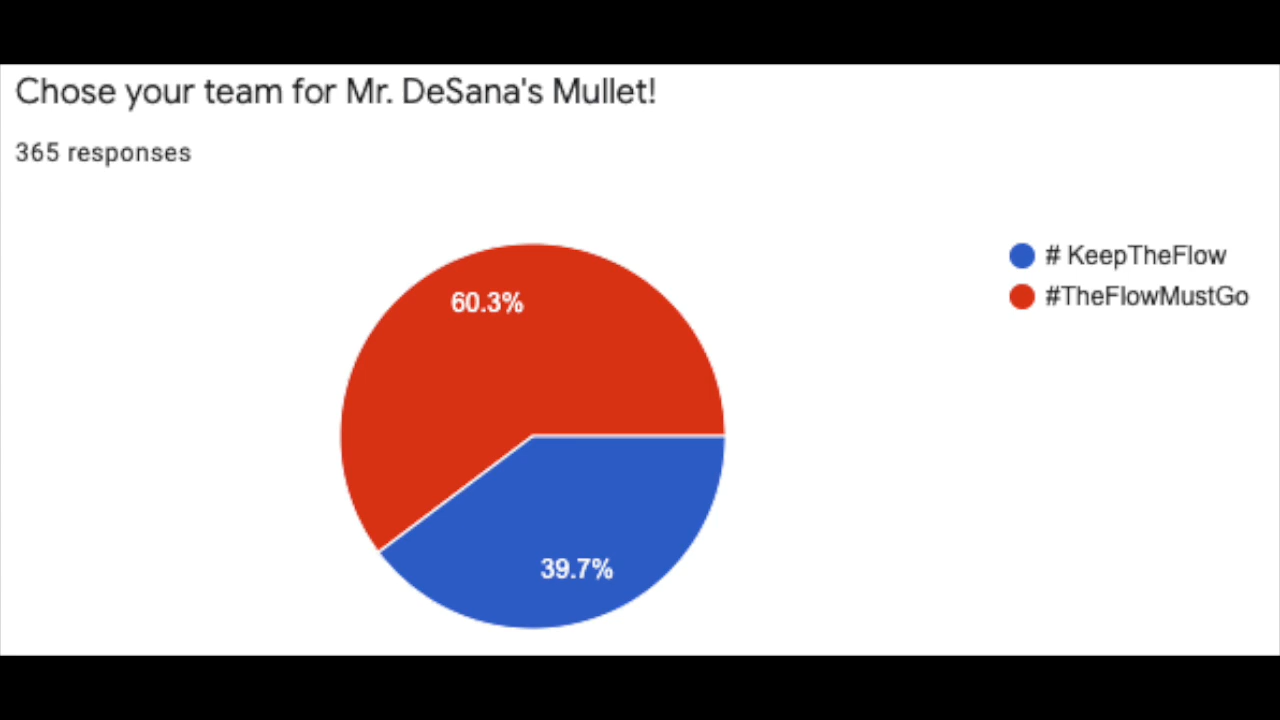 Chose your team for Mr. DeSana's Mullet!
365 responses
# KeepTheFlow
#TheFlowMustGo
60.3%
39.7%